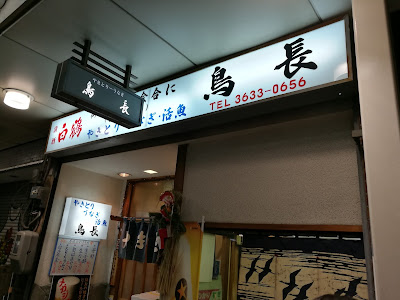 やきとり・うなぎ
鳥長
白鶴
会合に
鳥長
やきとり・うなぎ・活魚
TEL 3633-0656
やきとり
うなぎ
活魚
鳥長